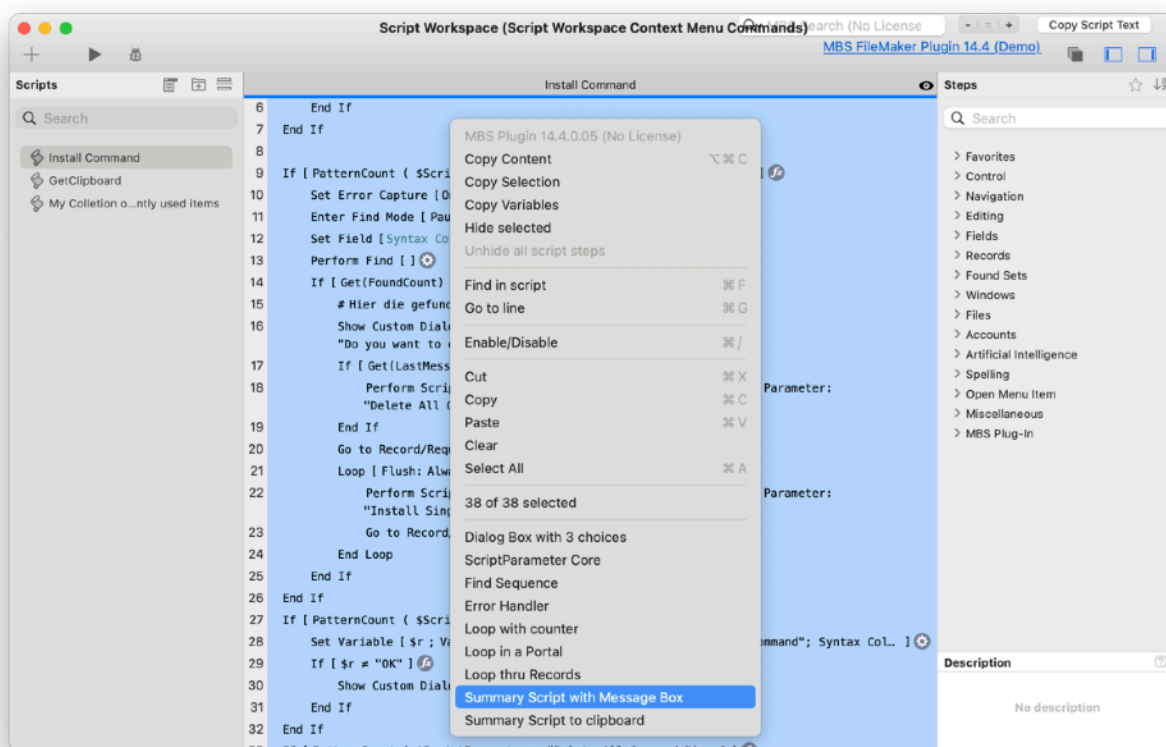 Script Workspace (Script Workspace Context Menu Commands)
MBS Search (No License
- = +
Copy Script Text
MBS FileMaker Plugin 14.4 (Demo)
Scripts
Install Command
Steps
Search
Search
Install Command
GetClipboard
My Colletion o...ntly used items
6 End If
7 End If
8
9 If [ PatternCount ( $Scri
10 Set Error Capture [
11 Enter Find Mode [ Pau
12 Set Field [ Syntax Co
13 Perform Find [ ]
14 If [ Get(FoundCount)
15 # Hier die gefund
16 Show Custom Dial
"Do you want to
17 If [ Get(LastMess
18 Perform Scri
Parameter:
"Delete All
19 End If
20 Go to Record/Requ
21 Loop [ Flush: Alwa
22 Perform Scri
Parameter:
"Install Sing
23 Go to Record
24 End Loop
25 End If
26 End If
27 If [ PatternCount ( $Scri
28 Set Variable [ $r ; Va
ommand"; Syntax Col… ]
29 If [ $r ≠ "OK" ]
30 Show Custom Dial
31 End If
32 End If
MBS Plugin 14.4.0.05 (No License)
Copy Content ⌥⌘C
Copy Selection
Copy Variables
Hide selected
Unhide all script steps
Find in script ⌘F
Go to line ⌘G
Enable/Disable ⌘/
Cut ⌘X
Copy ⌘C
Paste ⌘V
Clear
Select All ⌘A
38 of 38 selected
Dialog Box with 3 choices
ScriptParameter Core
Find Sequence
Error Handler
Loop with counter
Loop in a Portal
Loop thru Records
Summary Script with Message Box
Summary Script to clipboard
Favorites
Control
Navigation
Editing
Fields
Records
Found Sets
Windows
Files
Accounts
Artificial Intelligence
Spelling
Open Menu Item
Miscellaneous
MBS Plug-In
Description
No description